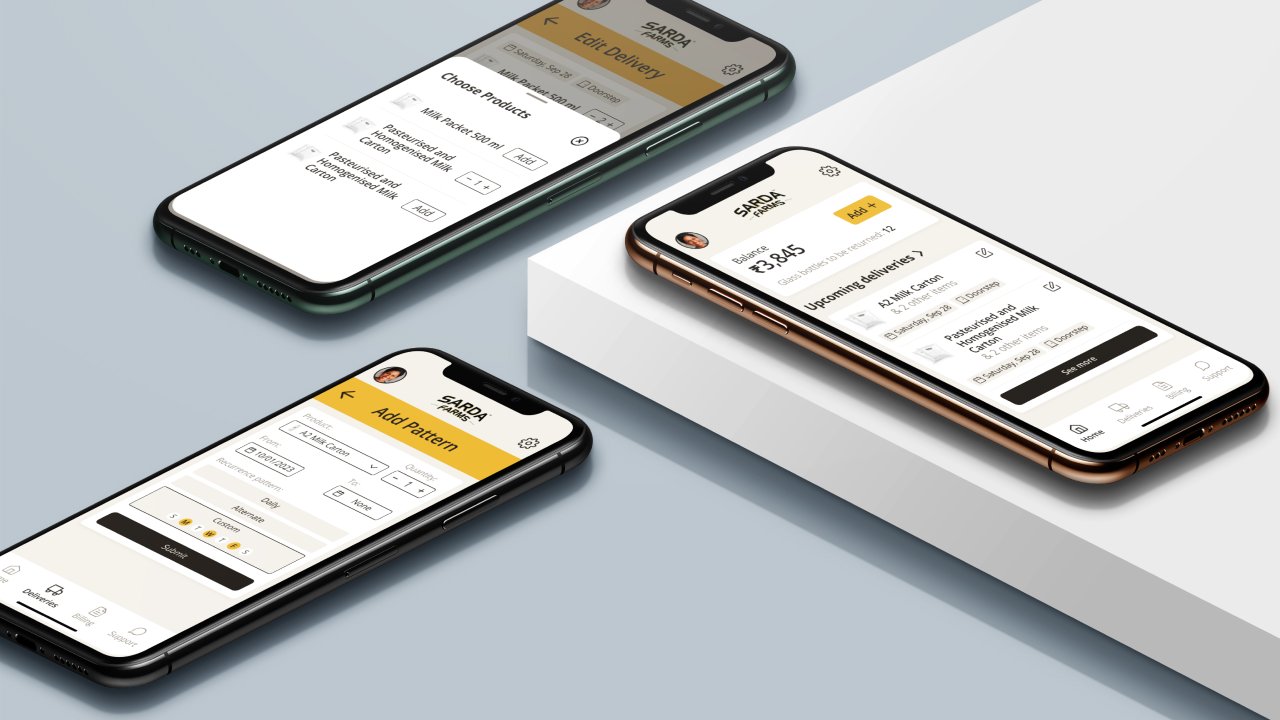 SARDA
FARMS
Edit Delivery
Saturday, Sep 28
Doorstep
Milk Packet 500 ml
- 2 +
Choose Products
Milk Packet 500 ml
Add
Pasteurised and
Homogenised Milk
Carton
- 1 +
Pasteurised and
Homogenised Milk
Carton
Add
SARDA
FARMS
Balance
₹3,845
Add +
Glass bottles to be returned: 12
Upcoming deliveries
A2 Milk Carton
& 2 other items
Saturday, Sep 28
Doorstep
Pasteurised and
Homognised Milk
Carton
& 2 other items
Saturday, Sep 28
Doorstep
See more
Home
Deliveries
Billing
Support
SARDA
FARMS
Add Pattern
Product:
A2 Milk Carton
Quantity:
- 1 +
From:
10/01/2023
To:
None
Recurrence pattern:
Daily
Alternate
Custom
S M T W T F S
Submit
Deliveries
Billing
Support